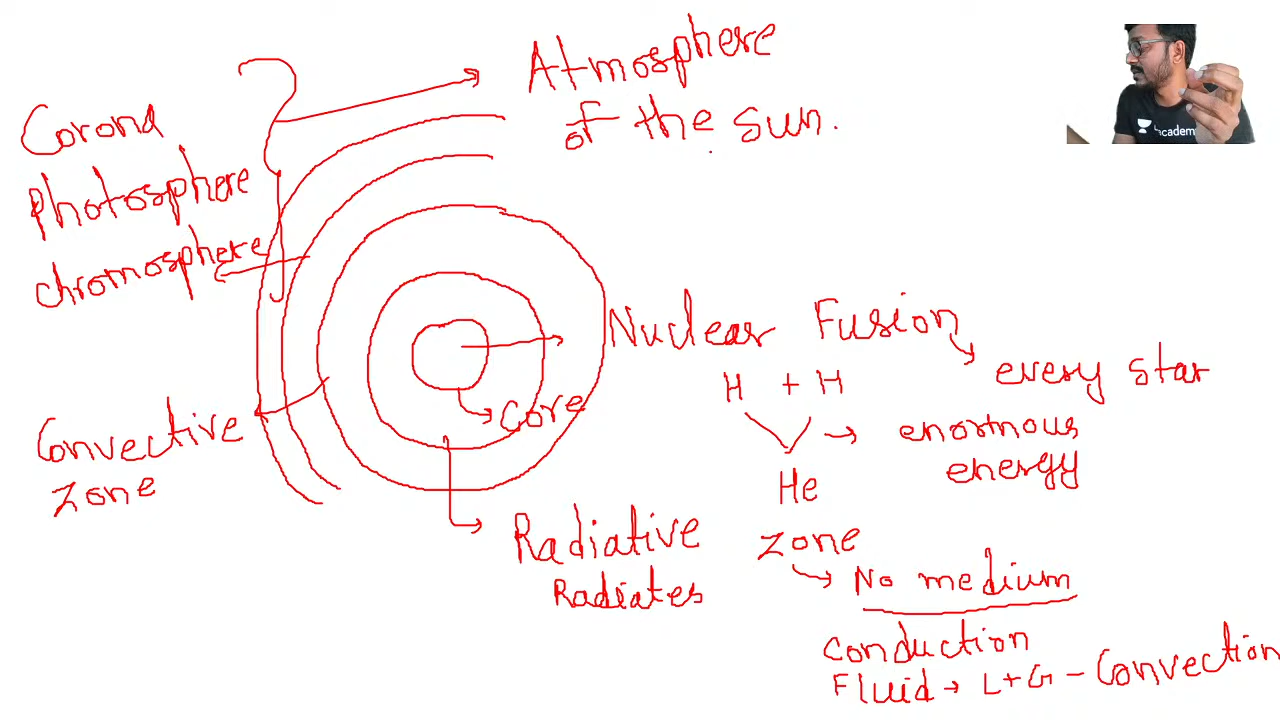 Atmosphere
of the sun.
Corona
Photosphere
chromosphere
Nuclear Fusion
every star
H + H
enormous
energy
He
Core
Convective
zone
Radiative zone
Radiates
No medium
Conduction
Fluid → L+G - Convection
academy